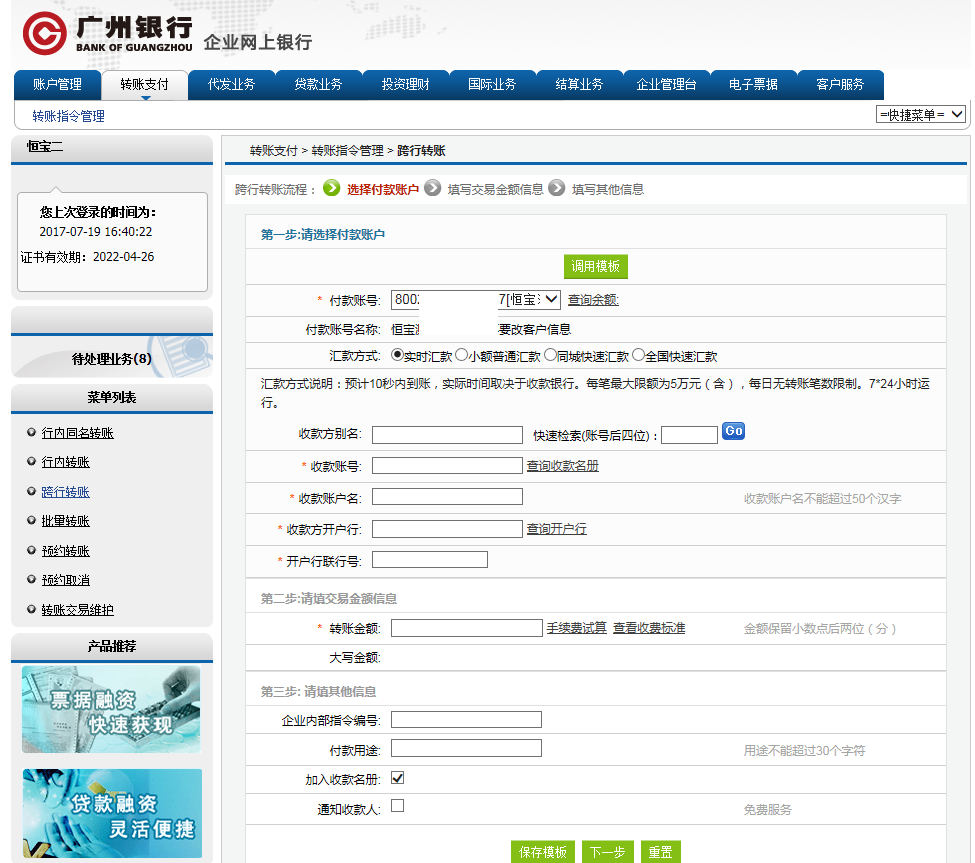 广州银行 企业网上银行
BANK OF GUANGZHOU
账户管理 转账支付 代发业务 贷款业务 投资理财 国际业务 结算业务 企业管理台 电子票据 客户服务
转账指令管理 =快捷菜单=
恒宝二
您上次登录的时间为：
2017-07-19 16:40:22
证书有效期：2022-04-26
待处理业务(8)
菜单列表
行内同名转账
行内转账
跨行转账
批量转账
预约转账
预约取消
转账交易维护
产品推荐
票据融资
快速获现
贷款融资
灵活便捷
转账支付 > 转账指令管理 > 跨行转账
跨行转账流程： 选择付款账户 填写交易金额信息 填写其他信息
第一步:请选择付款账户
调用模板
* 付款账号: 800 7[恒宝 查询余额:
付款账号名称: 恒宝 要改客户信息
汇款方式: 实时汇款 小额普通汇款 同城快速汇款 全国快速汇款
汇款方式说明：预计10秒内到账，实际时间取决于收款银行。每笔最大限额为5万元（含），每日无转账笔数限制。7*24小时运
行。
收款方别名: 快速检索(账号后四位)： Go
* 收款账号: 查询收款名册
* 收款账户名: 收款账户名不能超过50个汉字
* 收款方开户行: 查询开户行
* 开户行联行号:
第二步:请填交易金额信息
* 转账金额: 手续费试算 查看收费标准 金额保留小数点后两位（分）
大写金额:
第三步: 请填其他信息
企业内部指令编号:
付款用途: 用途不能超过30个字符
加入收款名册:
通知收款人: 免费服务
保存模板 下一步 重置